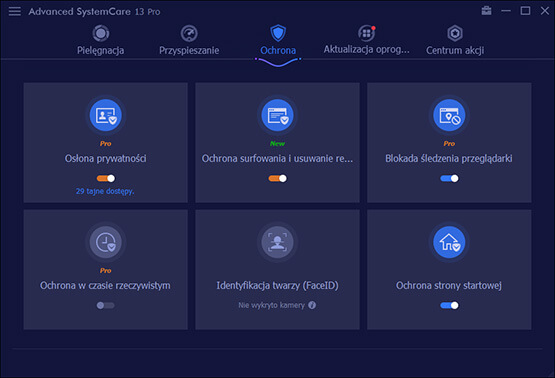 Advanced SystemCare 13 Pro
Pielęgnacja
Przyspieszanie
Ochrona
Aktualizacja oprog...
Centrum akcji
Pro
Osłona prywatności
29 tajne dostępy.
New
Ochrona surfowania i usuwanie re...
Pro
Blokada śledzenia przeglądarki
Pro
Ochrona w czasie rzeczywistym
Identyfikacja twarzy (FaceID)
Nie wykryto kamery
Ochrona strony startowej